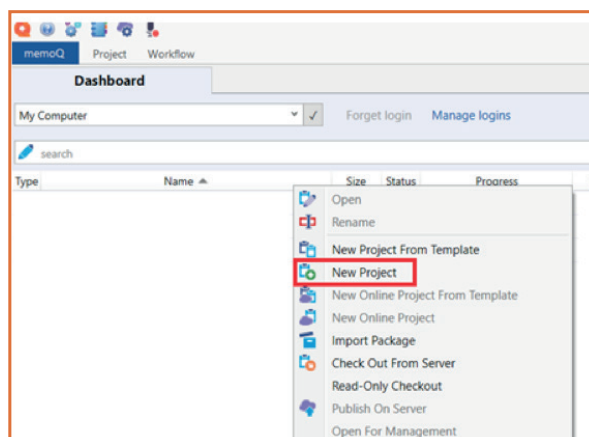 memoQ Project Workflow
Dashboard
My Computer Forget login Manage logins
search
Type Name Size Status Progress
Open
Rename
New Project From Template
New Project
New Online Project From Template
New Online Project
Import Package
Check Out From Server
Read-Only Checkout
Publish On Server
Open For Management